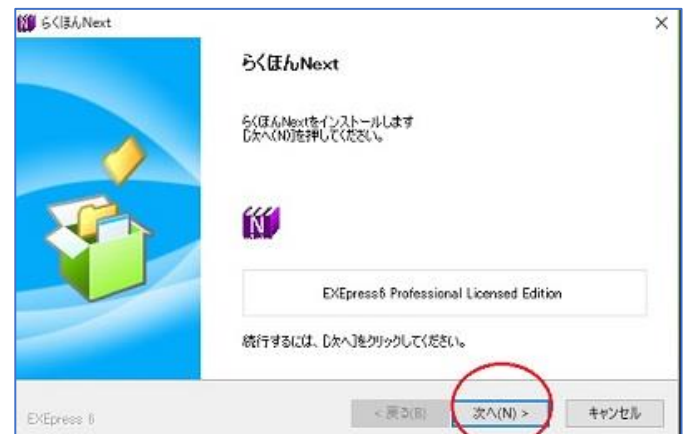 らくほんNext
らくほんNext
らくほんNextをインストールします
[次へ(N)]を押してください。
N
EXEpress6 Professional Licensed Edition
続行するには、[次へ]をクリックしてください。
EXEpress 6
< 戻る(B)
次へ(N) >
キャンセル